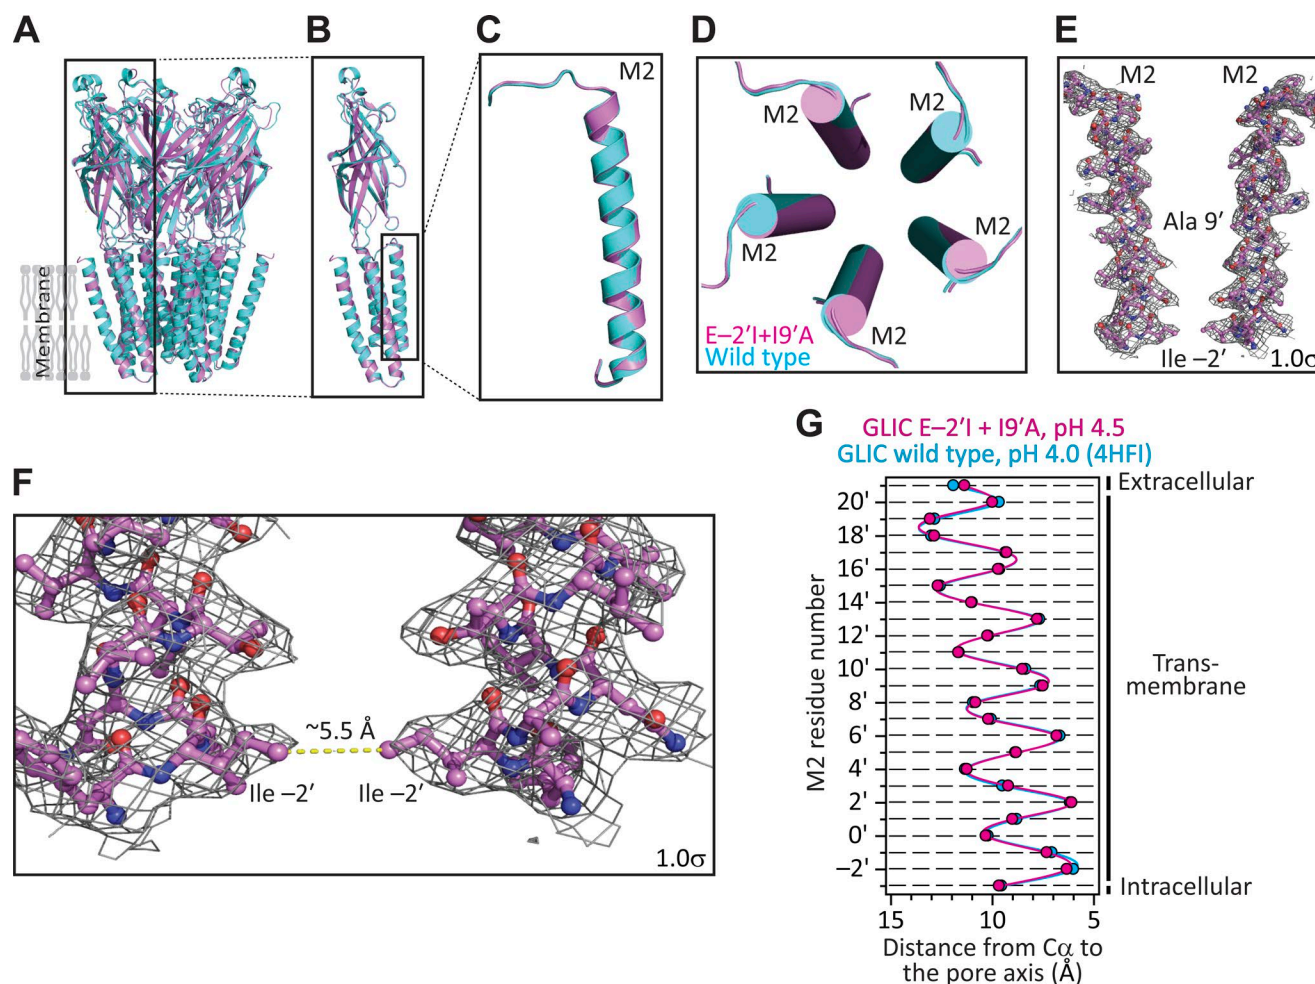 A
B
C
D
E
Membrane
M2
M2
M2
M2
M2
M2
E–2′I+I9′A
Wild type
M2
M2
Ala 9′
Ile –2′
1.0σ
F
~5.5 Å
Ile –2′
Ile –2′
1.0σ
G
GLIC E–2′I + I9′A, pH 4.5
GLIC wild type, pH 4.0 (4HFI)
M2 residue number
20'
18'
16'
14'
12'
10'
8'
6'
4'
2'
0'
–2'
Extracellular
Trans-
membrane
Intracellular
15
10
5
Distance from Cα to
the pore axis (Å)